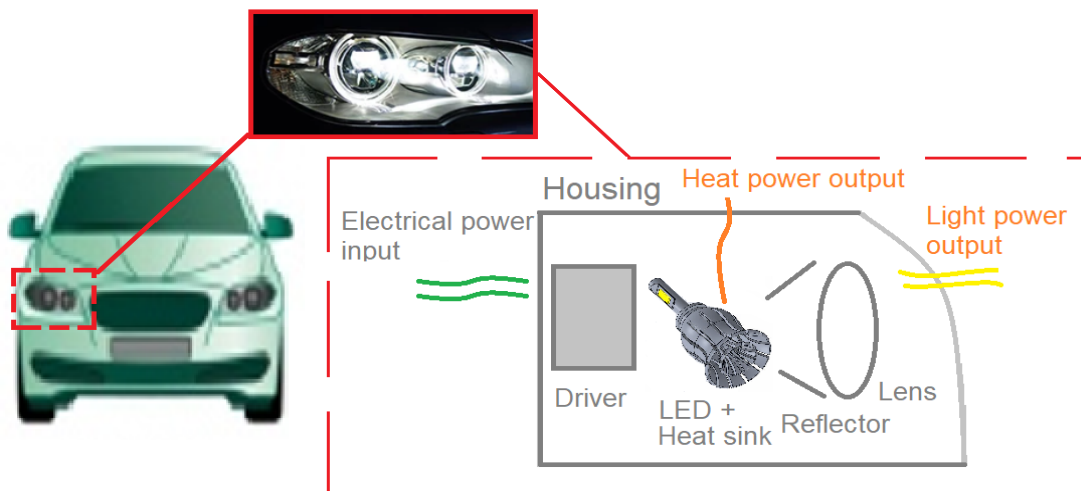 Housing
Heat power output
Electrical power
input
Light power
output
Driver
LED +
Heat sink
Reflector
Lens